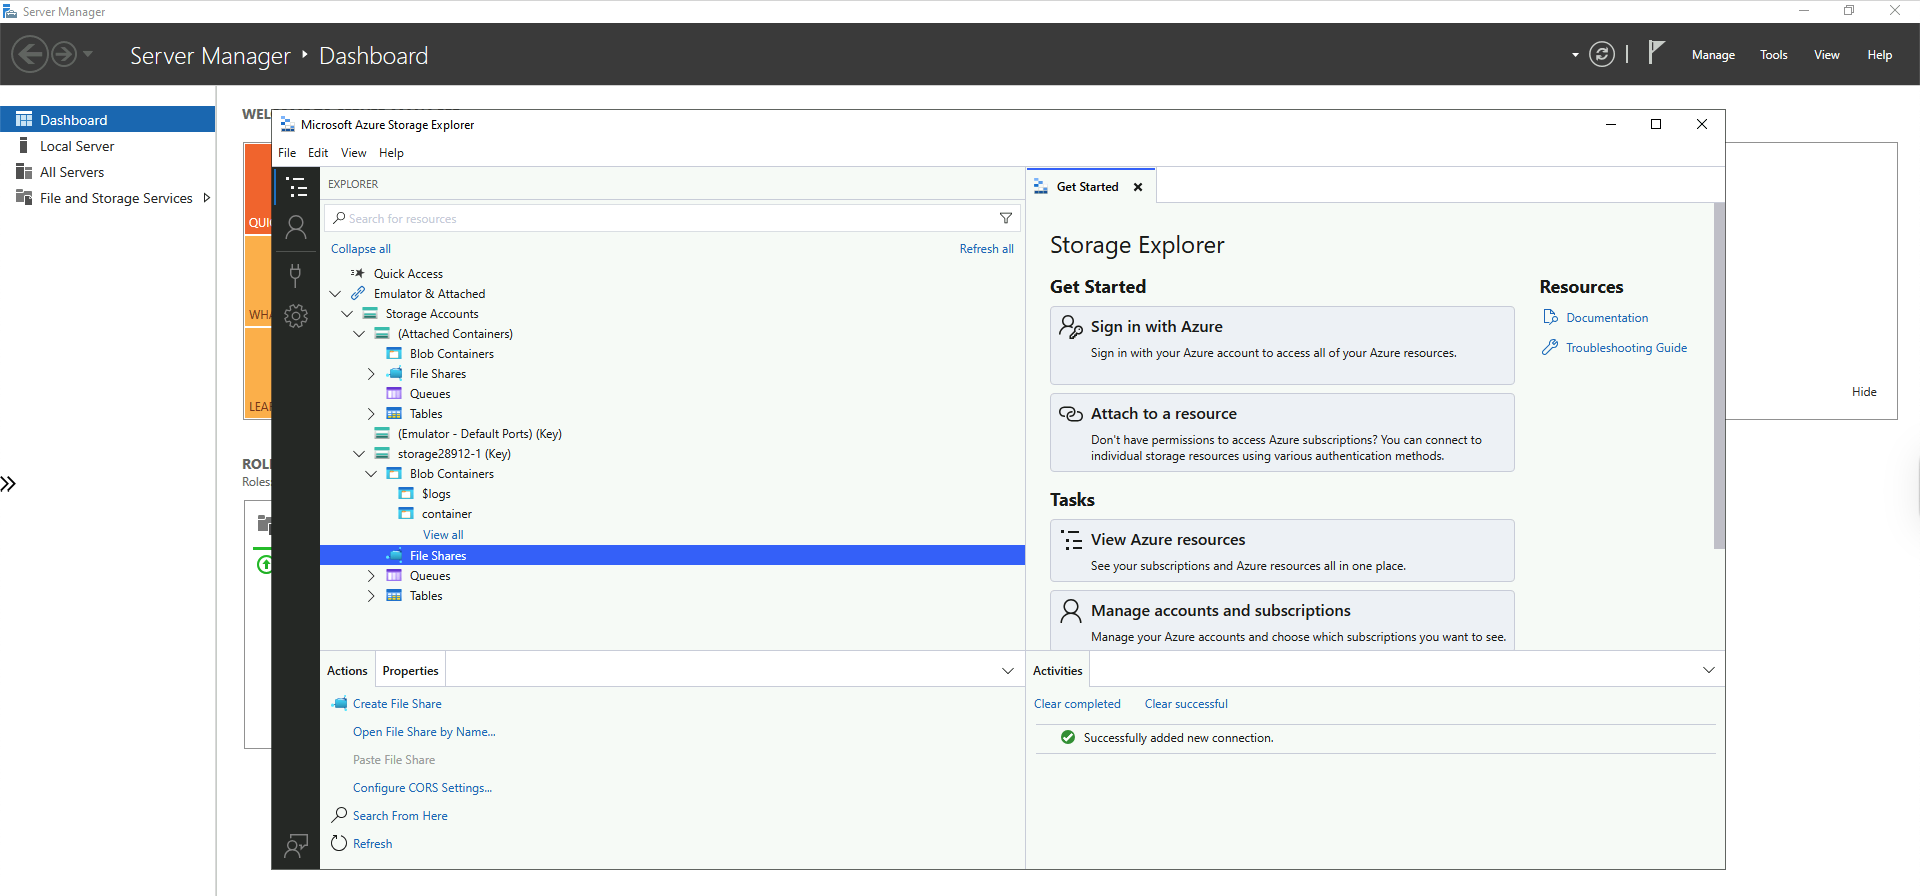 Server Manager
Server Manager ‣ Dashboard
Manage
Tools
View
Help
Dashboard
Local Server
All Servers
File and Storage Services
Hide
Microsoft Azure Storage Explorer
File
Edit
View
Help
EXPLORER
Search for resources
Collapse all
Refresh all
Quick Access
Emulator & Attached
Storage Accounts
(Attached Containers)
Blob Containers
File Shares
Queues
Tables
(Emulator - Default Ports) (Key)
storage28912-1 (Key)
Blob Containers
$logs
container
View all
File Shares
Queues
Tables
Actions
Properties
Create File Share
Open File Share by Name...
Paste File Share
Configure CORS Settings...
Search From Here
Refresh
Get Started
Storage Explorer
Get Started
Sign in with Azure
Sign in with your Azure account to access all of your Azure resources.
Attach to a resource
Don't have permissions to access Azure subscriptions? You can connect to
individual storage resources using various authentication methods.
Tasks
View Azure resources
See your subscriptions and Azure resources all in one place.
Manage accounts and subscriptions
Manage your Azure accounts and choose which subscriptions you want to see.
Resources
Documentation
Troubleshooting Guide
Activities
Clear completed
Clear successful
Successfully added new connection.